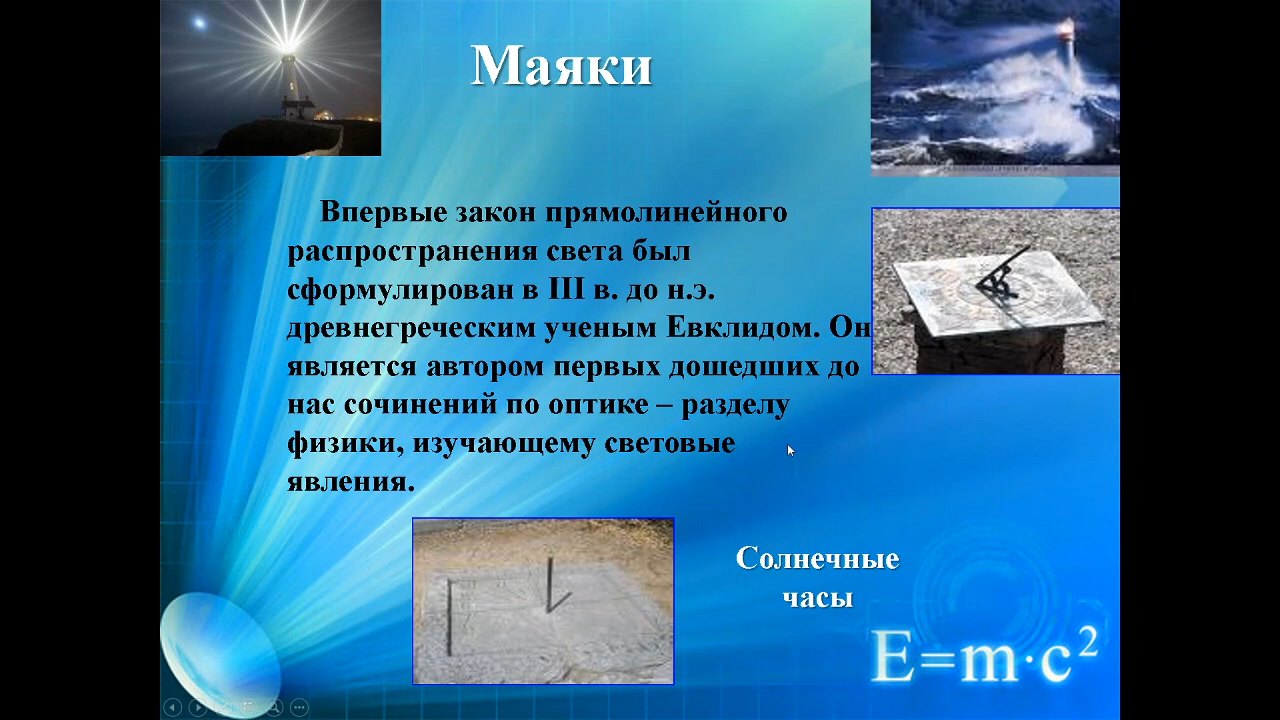 Маяки
Впервые закон прямолинейного
распространения света был
сформулирован в III в. до н.э.
древнегреческим ученым Евклидом. Он
является автором первых дошедших до
нас сочинений по оптике – разделу
физики, изучающему световые
явления.
Солнечные
часы
E=m·c²